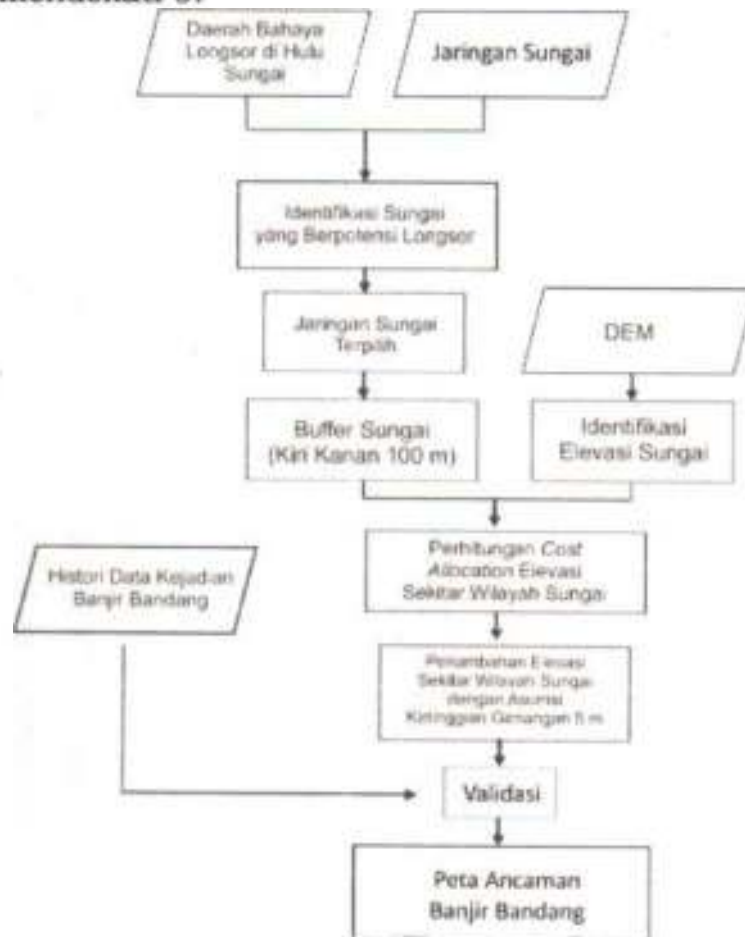 Daerah Bahaya
Longsor di Hulu
Sungai
Jaringan Sungai
Identifikasi Sungai
yang Berpotensi Longsor
Jaringan Sungai
Terpilih
DEM
Buffer Sungai
(Kiri Kanan 100 m)
Identifikasi
Elevasi Sungai
Perhitungan Cost
Allocation Elevasi
Sekitar Wilayah Sungai
Histori Data Kejadian
Banjir Bandang
Penambahan Elevasi
Sekitar Wilayah Sungai
dengan Asumsi
Ketinggian Genangan 5 m
Validasi
Peta Ancaman
Banjir Bandang